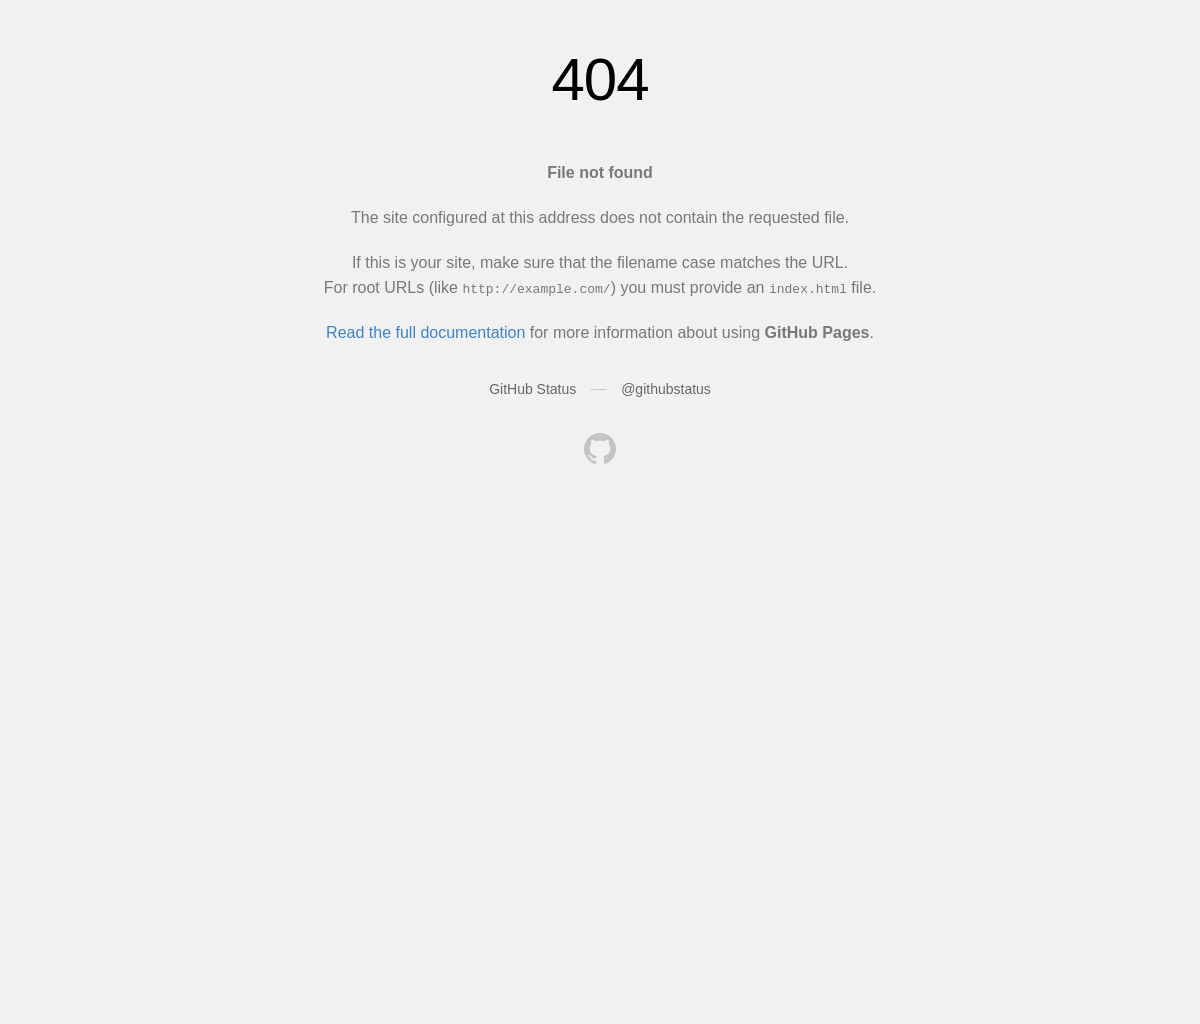 404
File not found
The site configured at this address does not contain the requested file.
If this is your site, make sure that the filename case matches the URL.
For root URLs (like http://example.com/) you must provide an index.html file.
Read the full documentation for more information about using GitHub Pages.
GitHub Status — @githubstatus